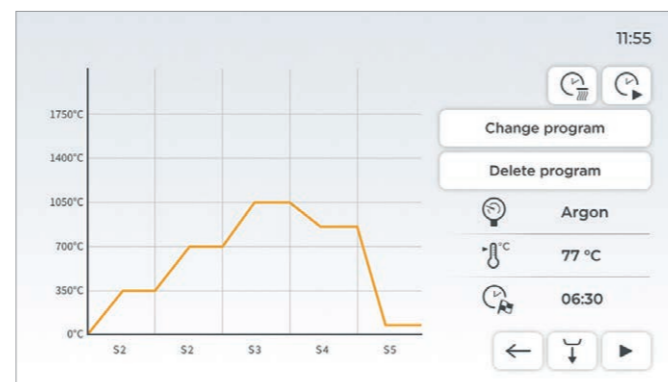 11:55
1750°C
1400°C
1050°C
700°C
350°C
0°C
S2 S2 S3 S4 S5
Change program
Delete program
Argon
°C
77 °C
06:30